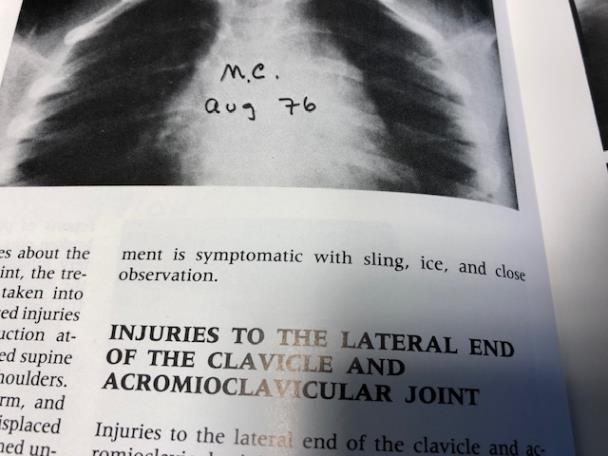 M.C.
aug 76
es about the
int, the tre-
taken into
ed injuries
uction at-
ed supine
houlders.
rm, and
isplaced
ned un-
ment is symptomatic with sling, ice, and close
observation.
INJURIES TO THE LATERAL END
OF THE CLAVICLE AND
ACROMIOCLAVICULAR JOINT
Injuries to the lateral end of the clavicle and ac-